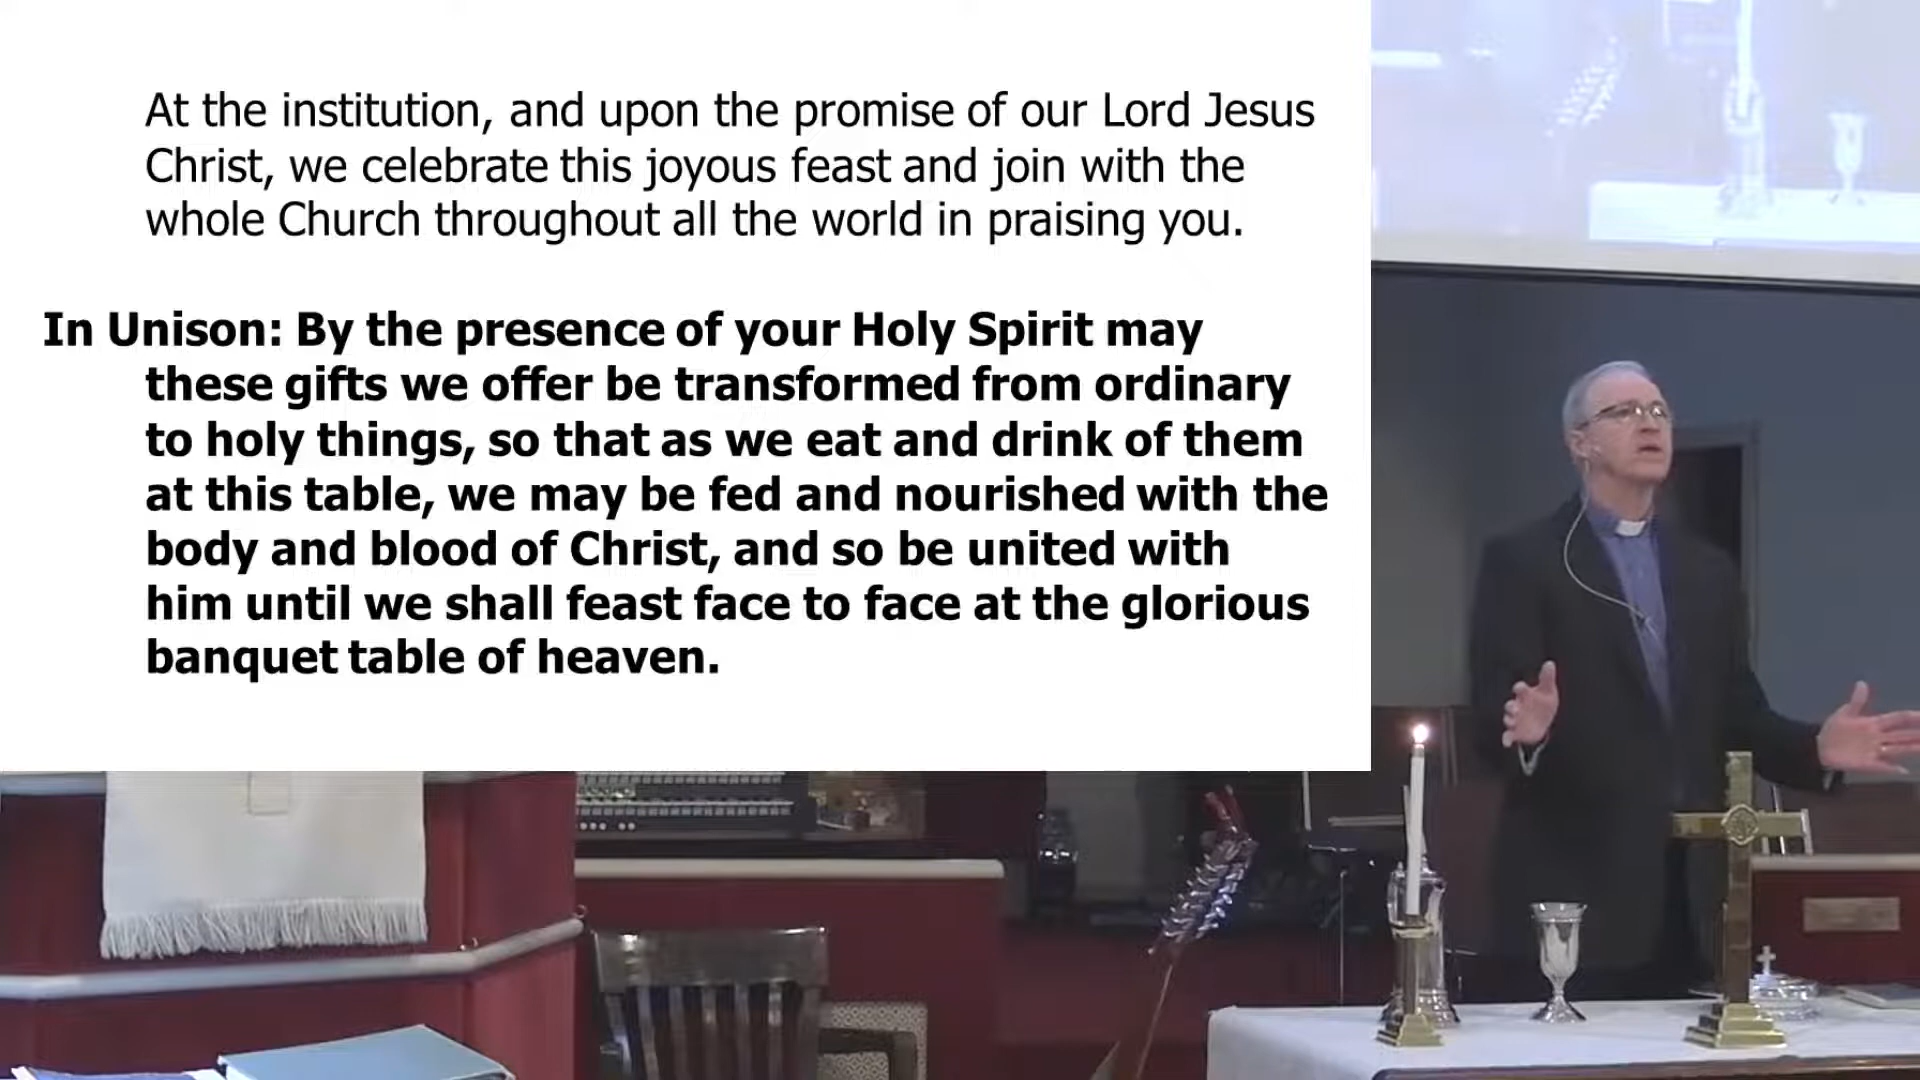 At the institution, and upon the promise of our Lord Jesus
Christ, we celebrate this joyous feast and join with the
whole Church throughout all the world in praising you.
In Unison: By the presence of your Holy Spirit may
these gifts we offer be transformed from ordinary
to holy things, so that as we eat and drink of them
at this table, we may be fed and nourished with the
body and blood of Christ, and so be united with
him until we shall feast face to face at the glorious
banquet table of heaven.